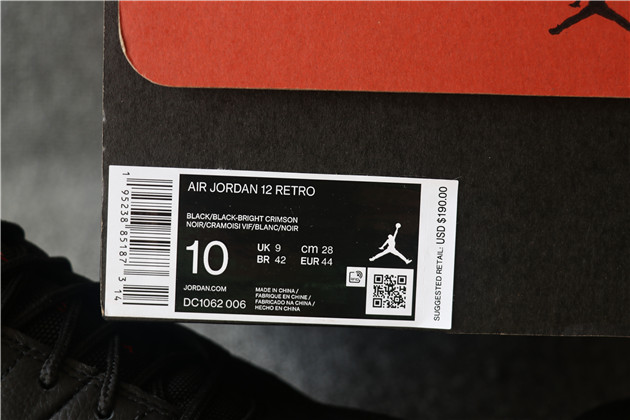 AIR JORDAN 12 RETRO
BLACK/BLACK-BRIGHT CRIMSON
NOIR/CRAMOISI VIF/BLANC/NOIR
10
UK 9 cm 28
BR 42 EUR 44
JORDAN.COM
DC1062 006
MADE IN CHINA /
FABRIQUE EN CHINE /
FABRICADO NA CHINA /
HECHO EN CHINA
SUGGESTED RETAIL: USD $190.00
1 95238 85187 3 14